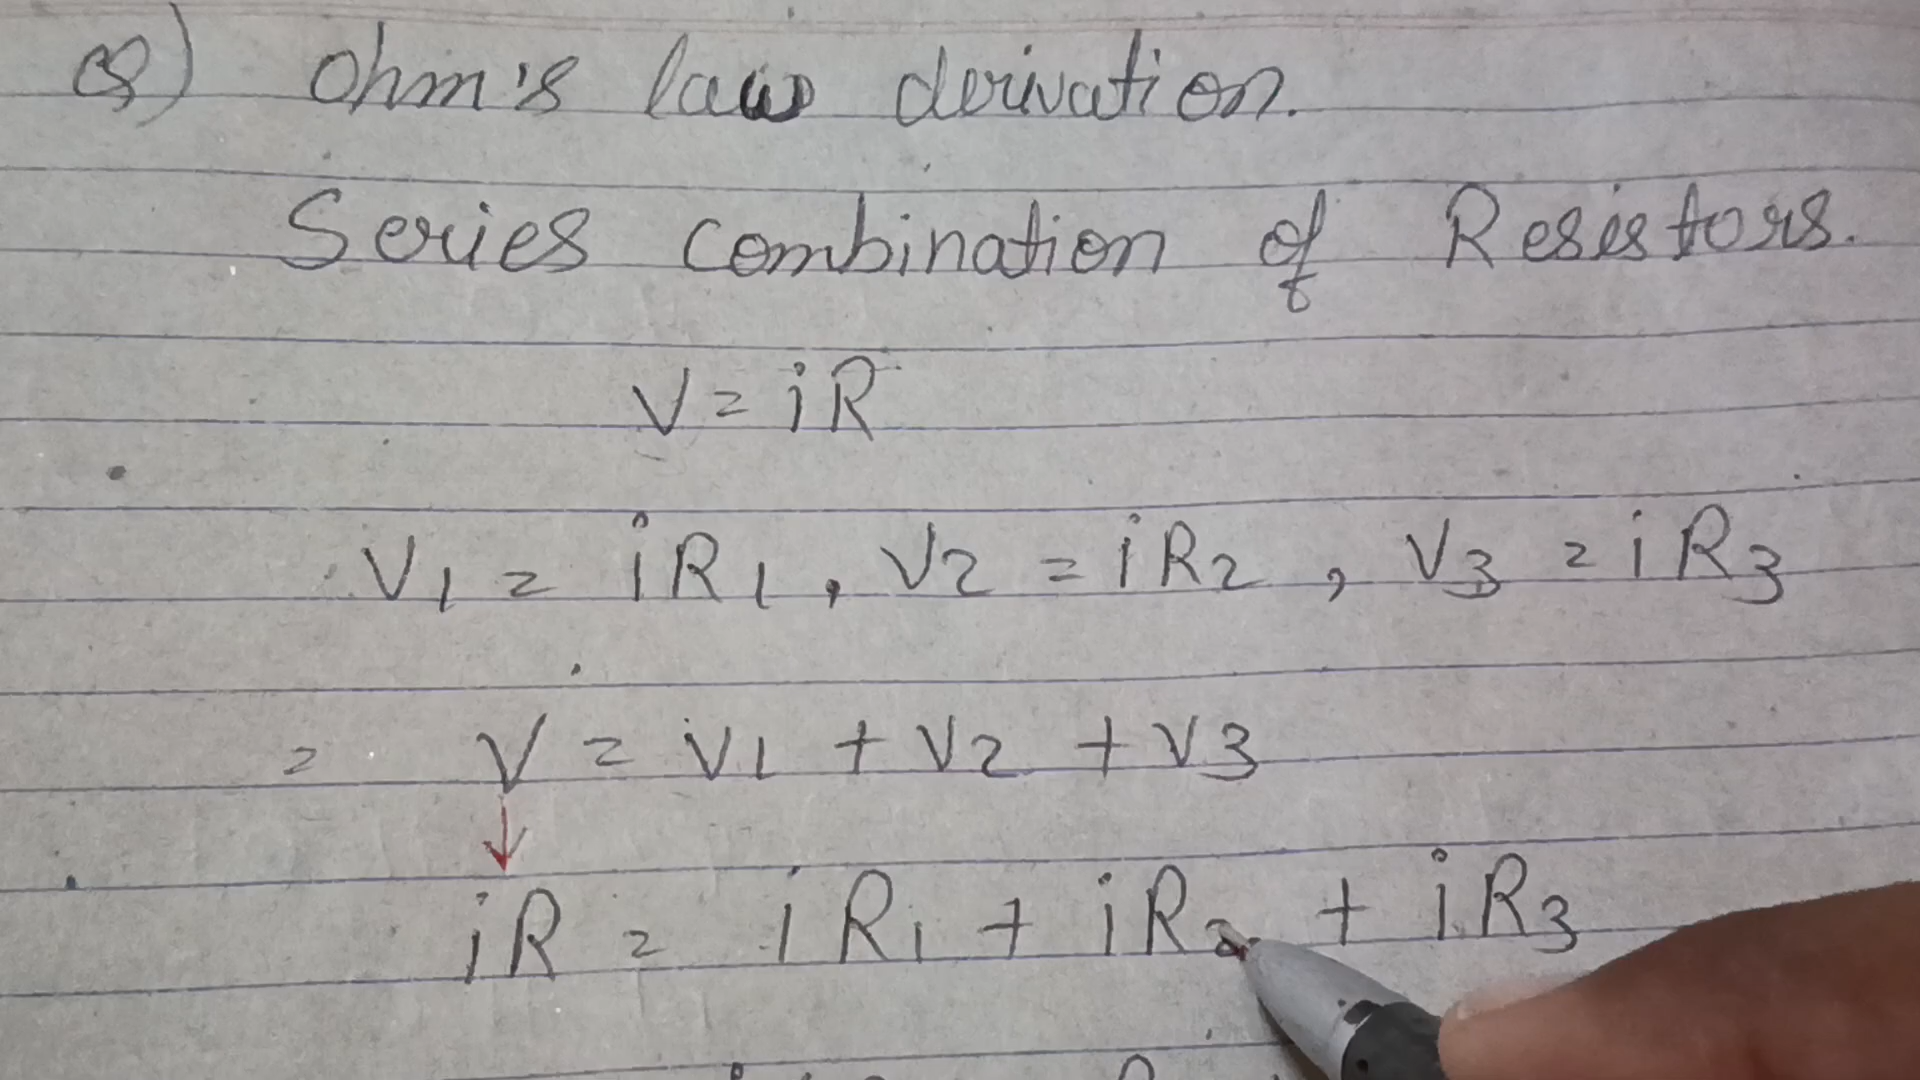 Q) Ohm's law derivation.
Series combination of Resistors.
V = iR
V1 = iR1, V2 = iR2, V3 = iR3
= V = V1 + V2 + V3
iR = iR1 + iR2 + iR3